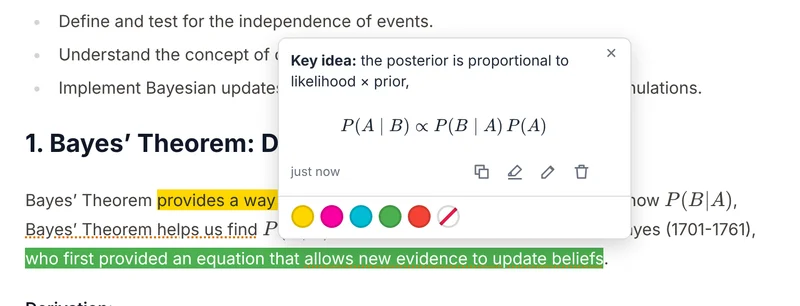 Define and test for the independence of events.
Understand the concept of
Implement Bayesian update
nulations.
Key idea: the posterior is proportional to
likelihood × prior,
P(A | B) ∝ P(B | A) P(A)
just now
1. Bayes’ Theorem: D
Bayes’ Theorem provides a way
now P(B|A),
Bayes’ Theorem helps us find P
yes (1701-1761),
who first provided an equation that allows new evidence to update beliefs.